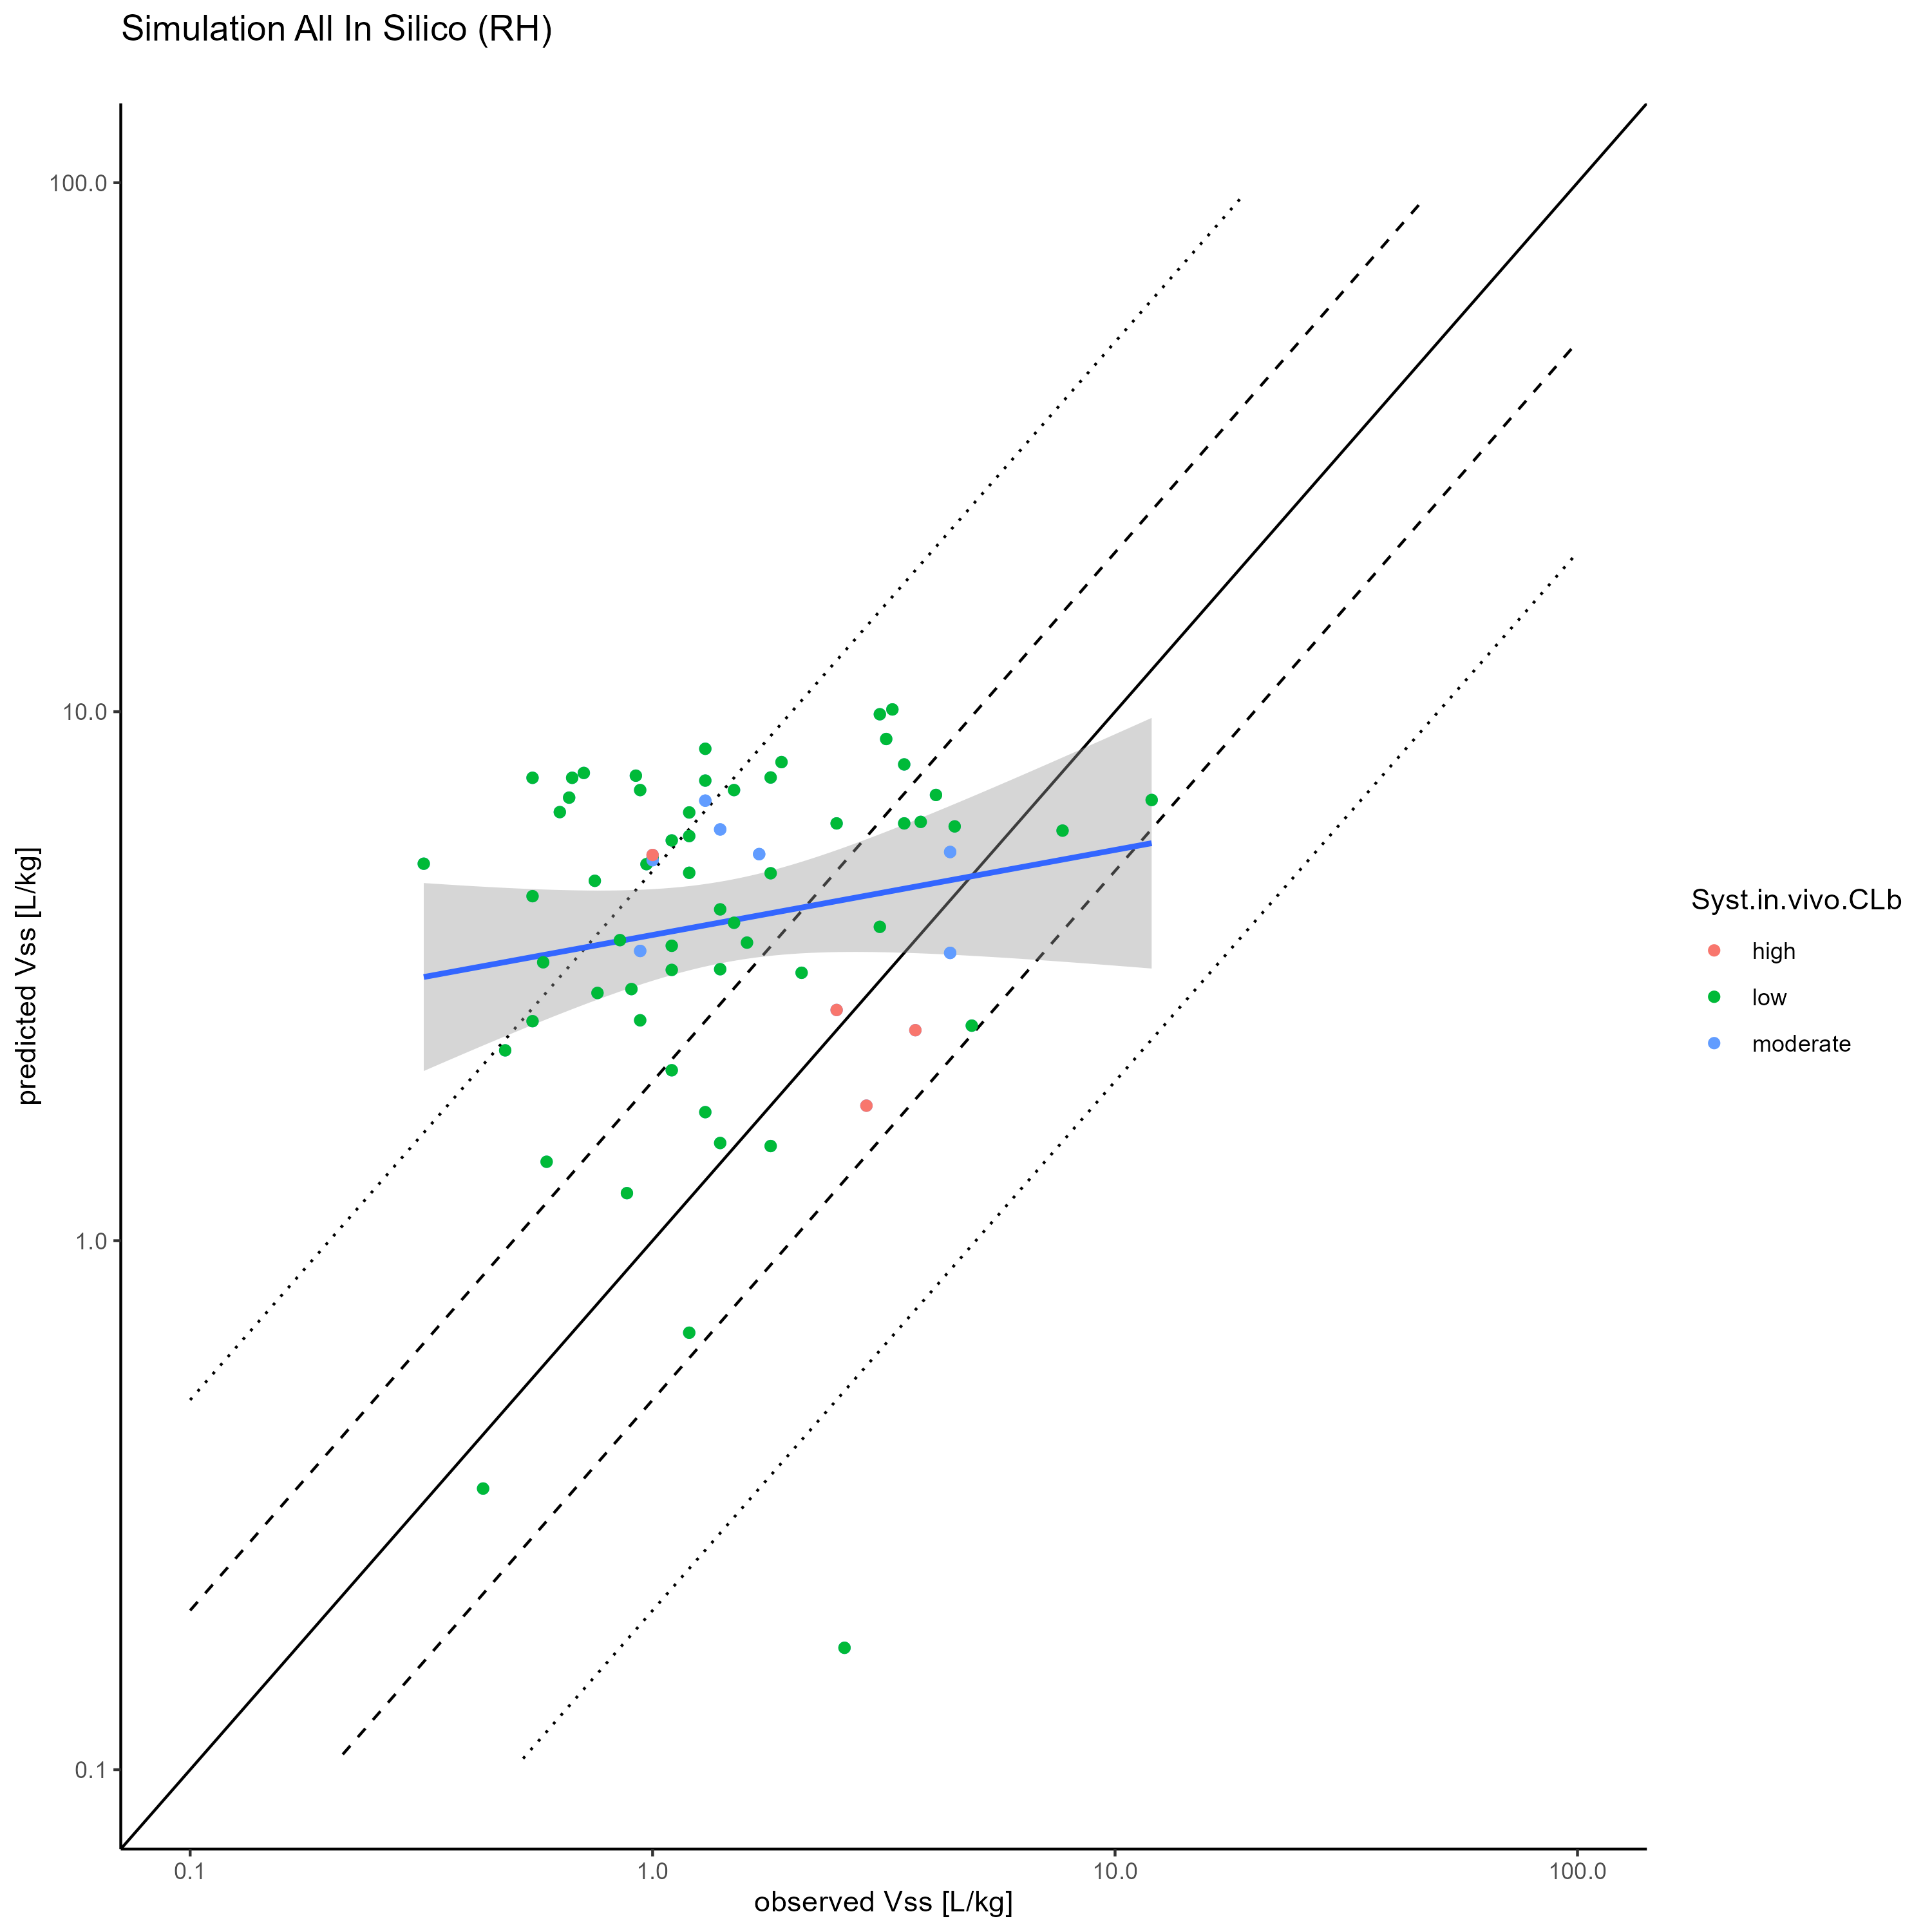 Simulation All In Silico (RH)
predicted Vss [L/kg]
100.0
10.0
1.0
0.1
0.1
1.0
10.0
100.0
observed Vss [L/kg]
Syst.in.vivo.CLb
high
low
moderate